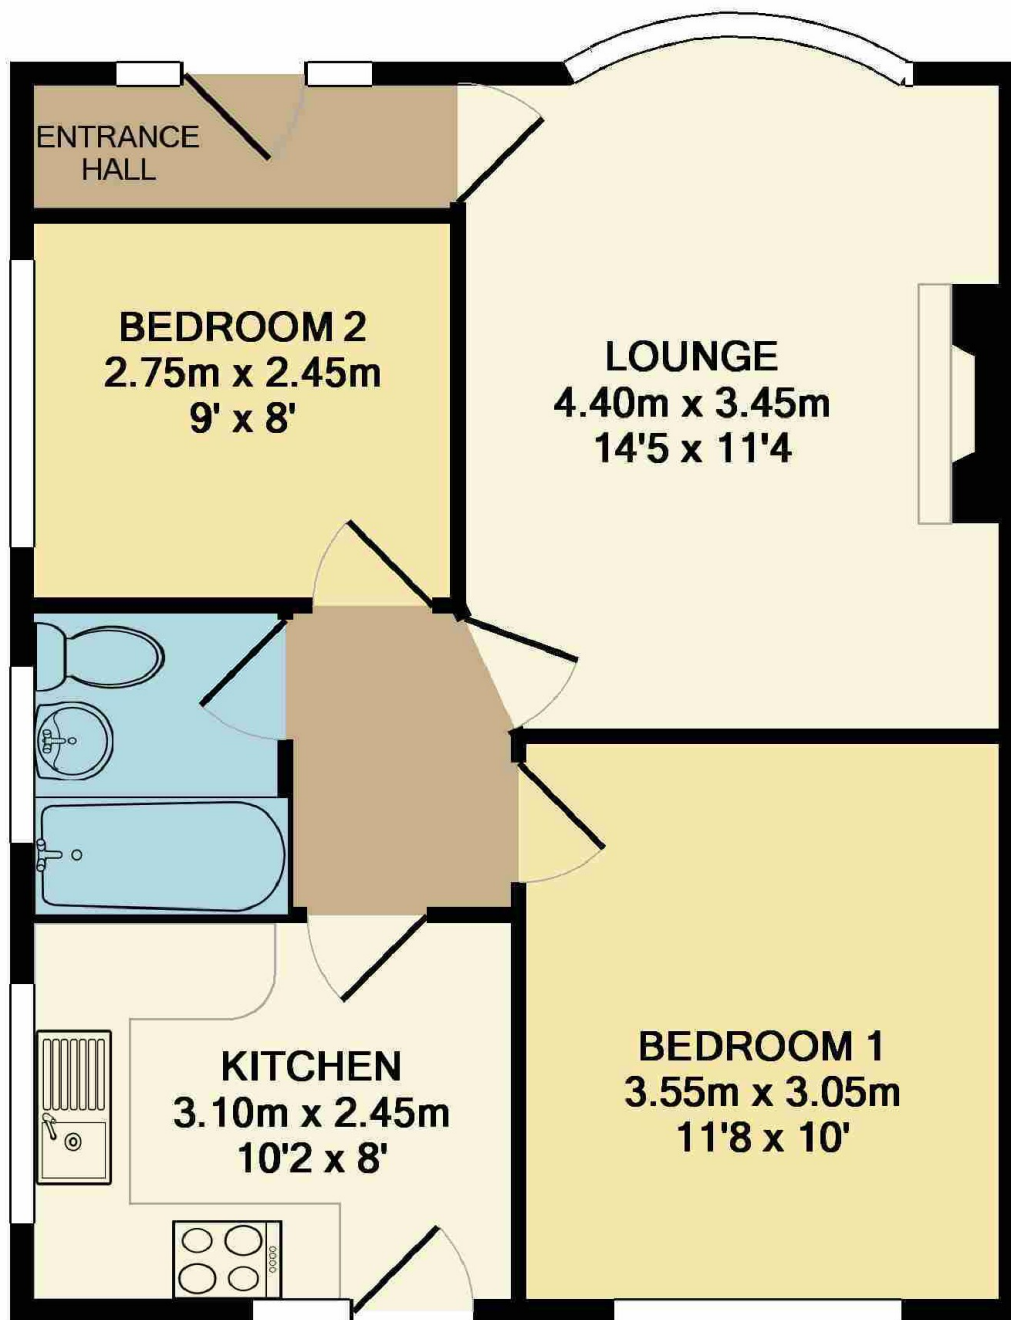 ENTRANCE
HALL
BEDROOM 2
2.75m x 2.45m
9' x 8'
LOUNGE
4.40m x 3.45m
14'5 x 11'4
KITCHEN
3.10m x 2.45m
10'2 x 8'
BEDROOM 1
3.55m x 3.05m
11'8 x 10'